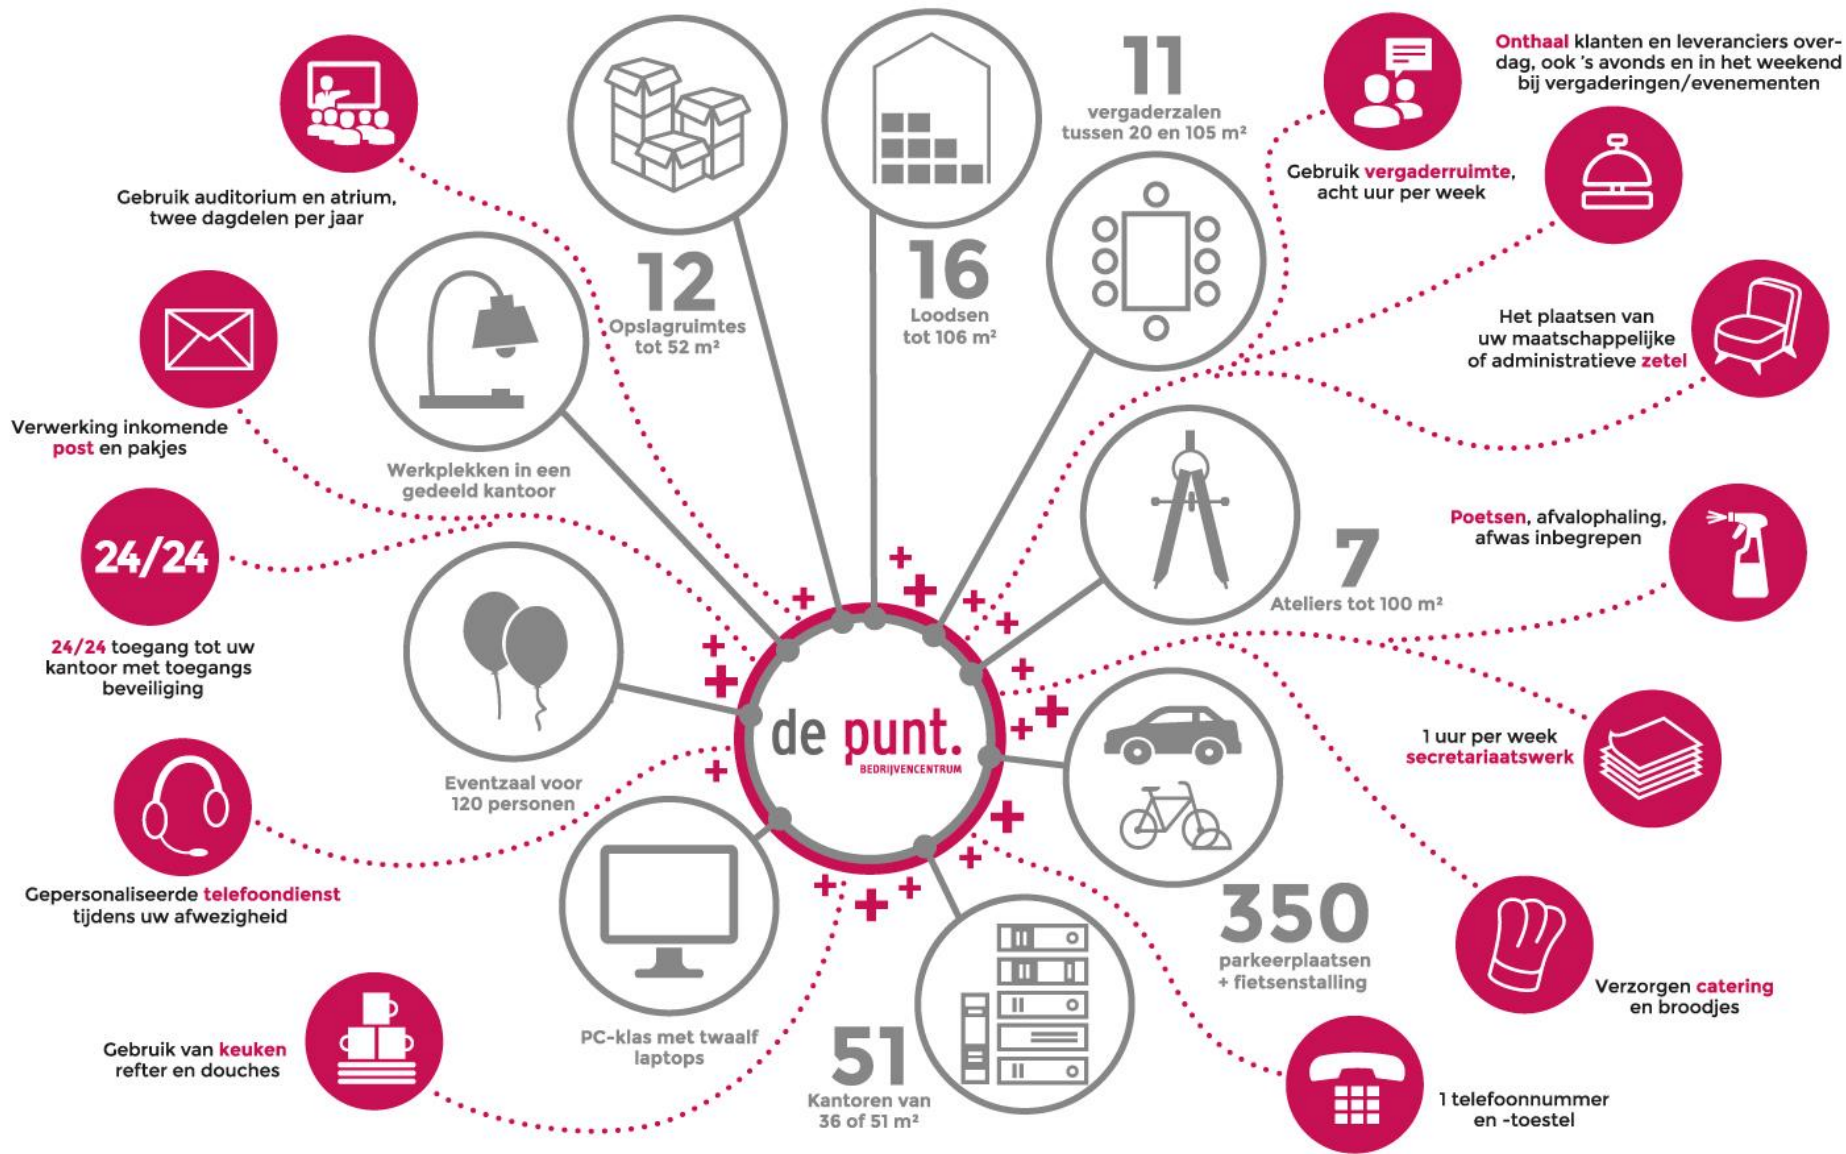 11
vergaderzalen
tussen 20 en 105 m²
Onthaal klanten en leveranciers over-
dag, ook 's avonds en in het weekend
bij vergaderingen/evenementen
Gebruik vergaderruimte,
acht uur per week
Gebruik auditorium en atrium,
twee dagdelen per jaar
12
Opslagruimtes
tot 52 m²
16
Loodsen
tot 106 m²
Het plaatsen van
uw maatschappelijke
of administratieve zetel
Verwerking inkomende
post en pakjes
Werkplekken in een
gedeeld kantoor
24/24
24/24 toegang tot uw
kantoor met toegangs
beveiliging
Poetsen, afvalophaling,
afwas inbegrepen
7
Ateliers tot 100 m²
de punt.
BEDRIJVENCENTRUM
1 uur per week
secretariaatswerk
Eventzaal voor
120 personen
Gepersonaliseerde telefoondienst
tijdens uw afwezigheid
350
parkeerplaatsen
+ fietsenstalling
Verzorgen catering
en broodjes
PC-klas met twaalf
laptops
51
Kantoren van
36 of 51 m²
Gebruik van keuken
refter en douches
1 telefoonnummer
en -toestel